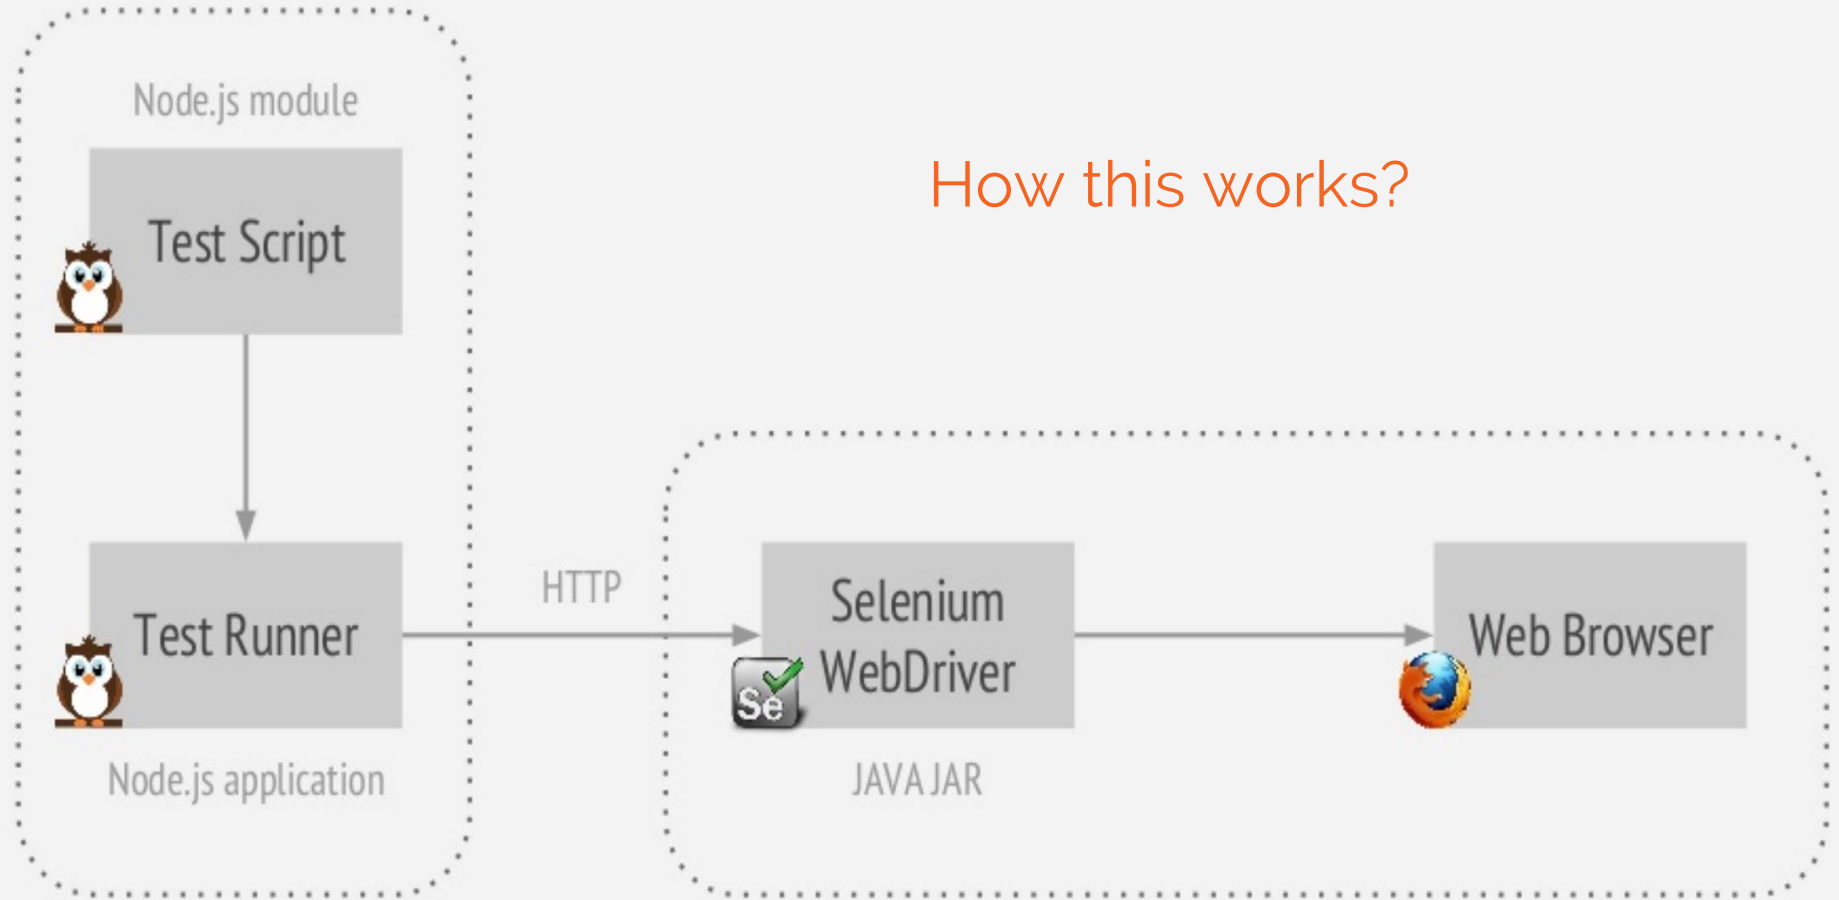 Node.js module
Test Script
How this works?
Test Runner
Node.js application
HTTP
Selenium
WebDriver
Se
JAVA JAR
Web Browser